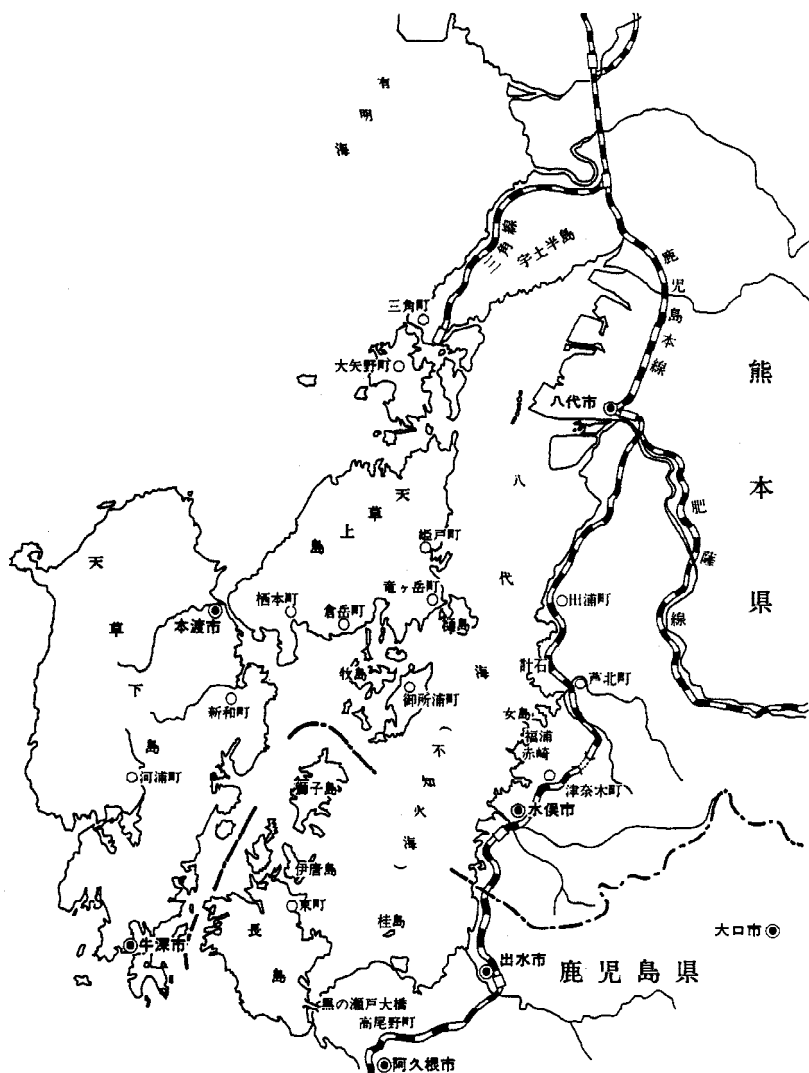 有明海
三角線
宇土半島
鹿児島本線
三角町
大矢野町
八代市
熊本県
肥薩線
天草上島
姫戸町
竜ヶ岳町
栖本町
倉岳町
樋島
本渡市
天草下島
八代海
(不知火海)
田浦町
計石
芦北町
牧島
御所浦町
新和町
女島
福浦
赤崎
河浦町
獅子島
津奈木町
水俣市
伊唐島
東町
長島
桂島
牛深市
大口市
出水市
鹿児島県
黒の瀬戸大橋
高尾野町
阿久根市